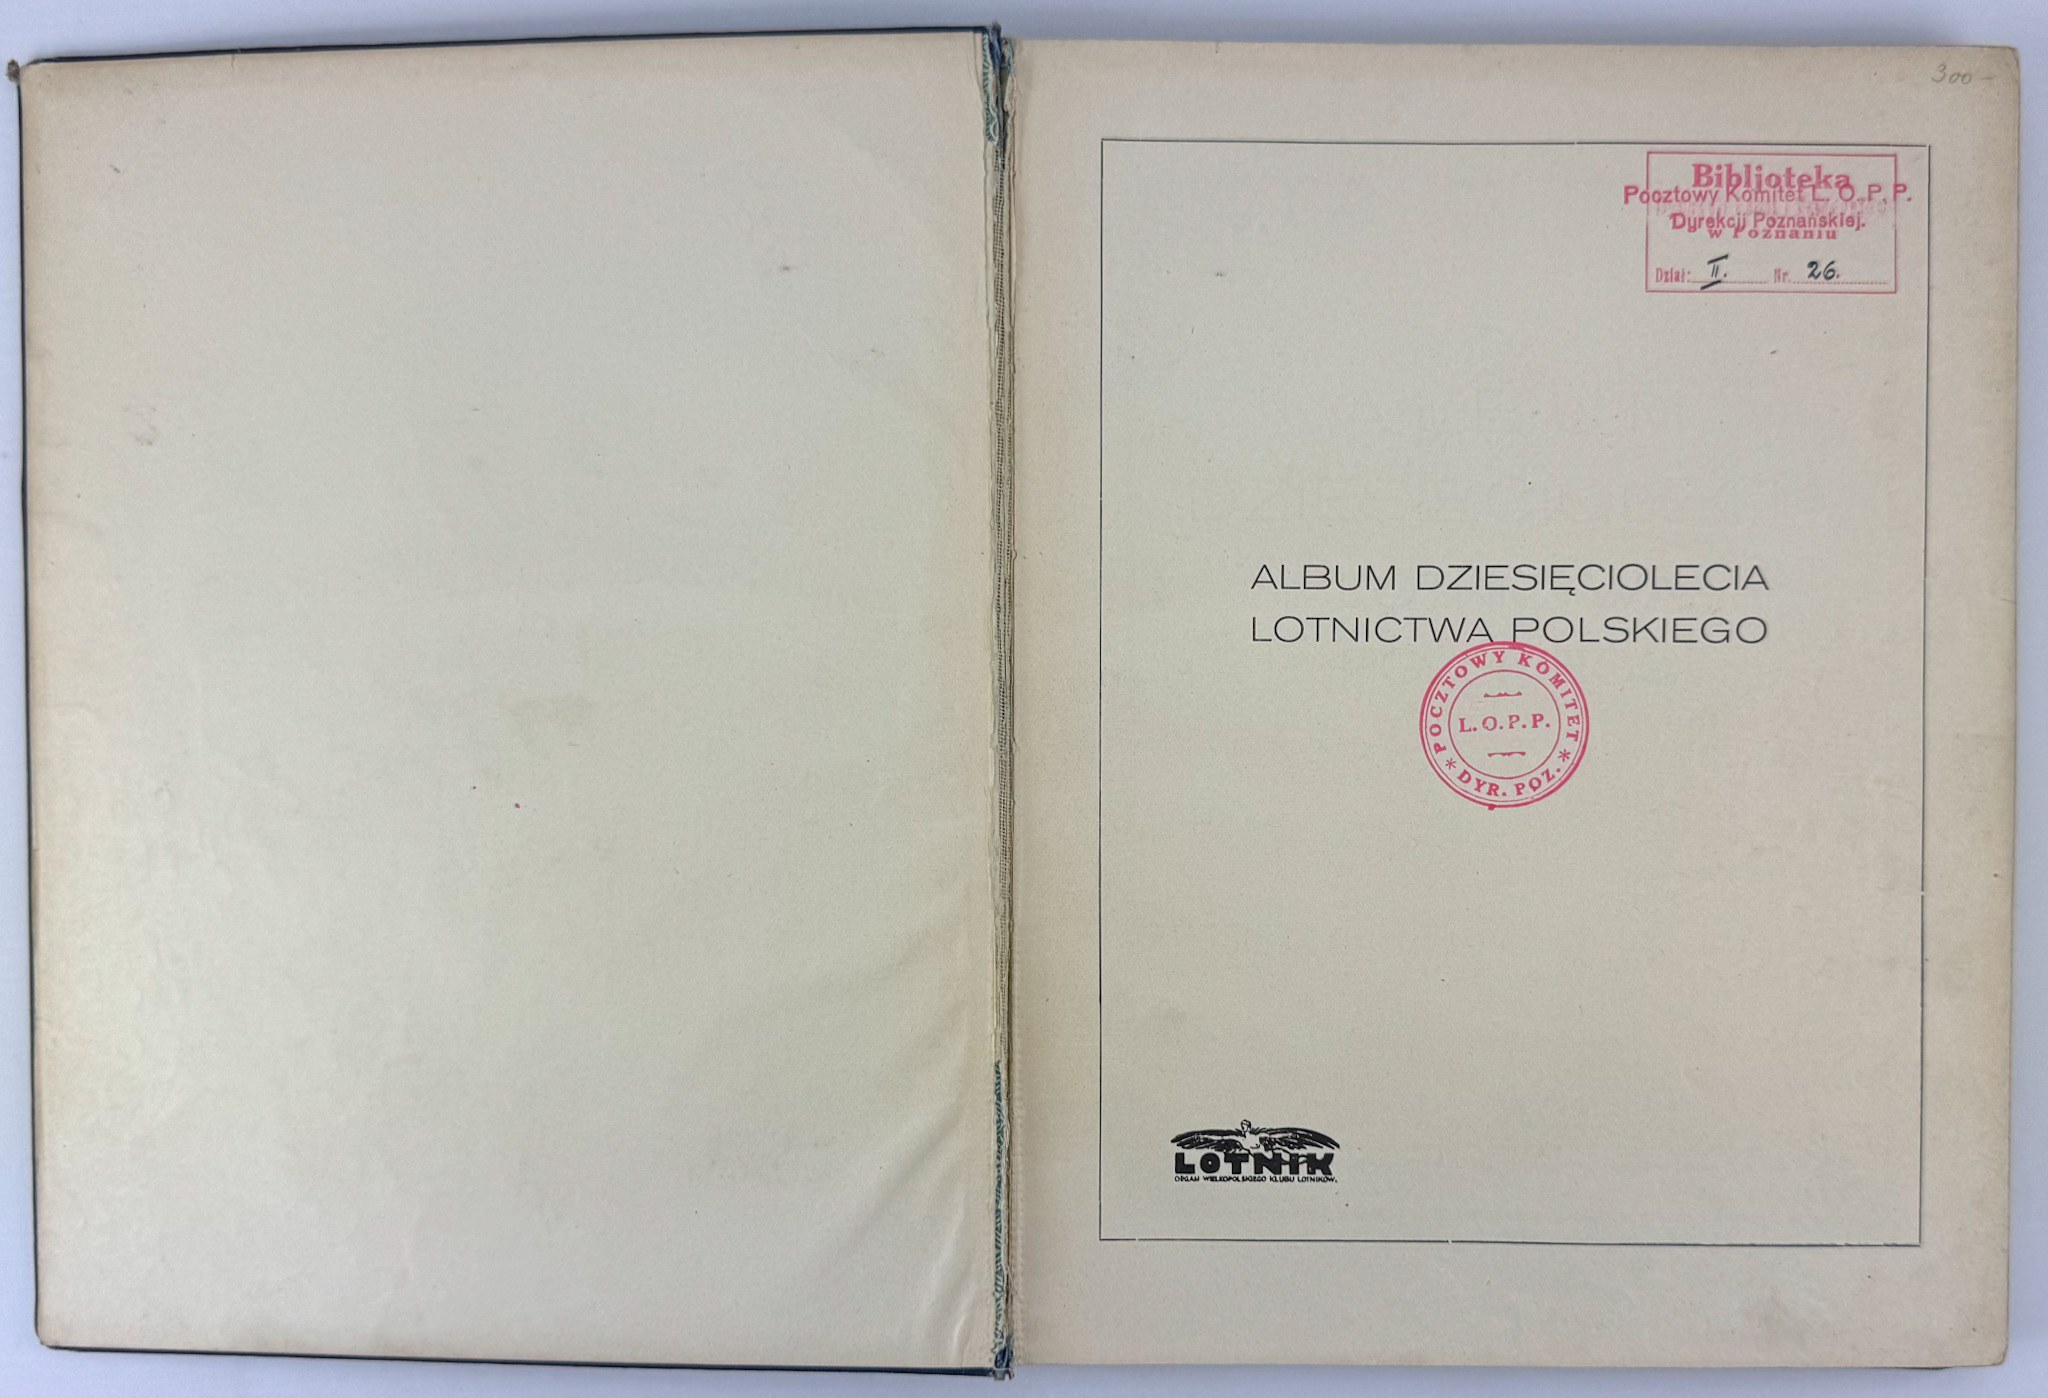 300-
Biblioteka
Pocztowy Komitet L. O. P. P.
Dyrekcji Poznańskiej.
w Poznaniu
Dział: II. Nr. 26.
ALBUM DZIESIĘCIOLECIA
LOTNICTWA POLSKIEGO
POCZTOWY KOMITET
L. O. P. P.
* DYR. POZ. *
LOTNIK
ORGAN WIELKOPOLSKIEGO KLUBU LOTNIKÓW.